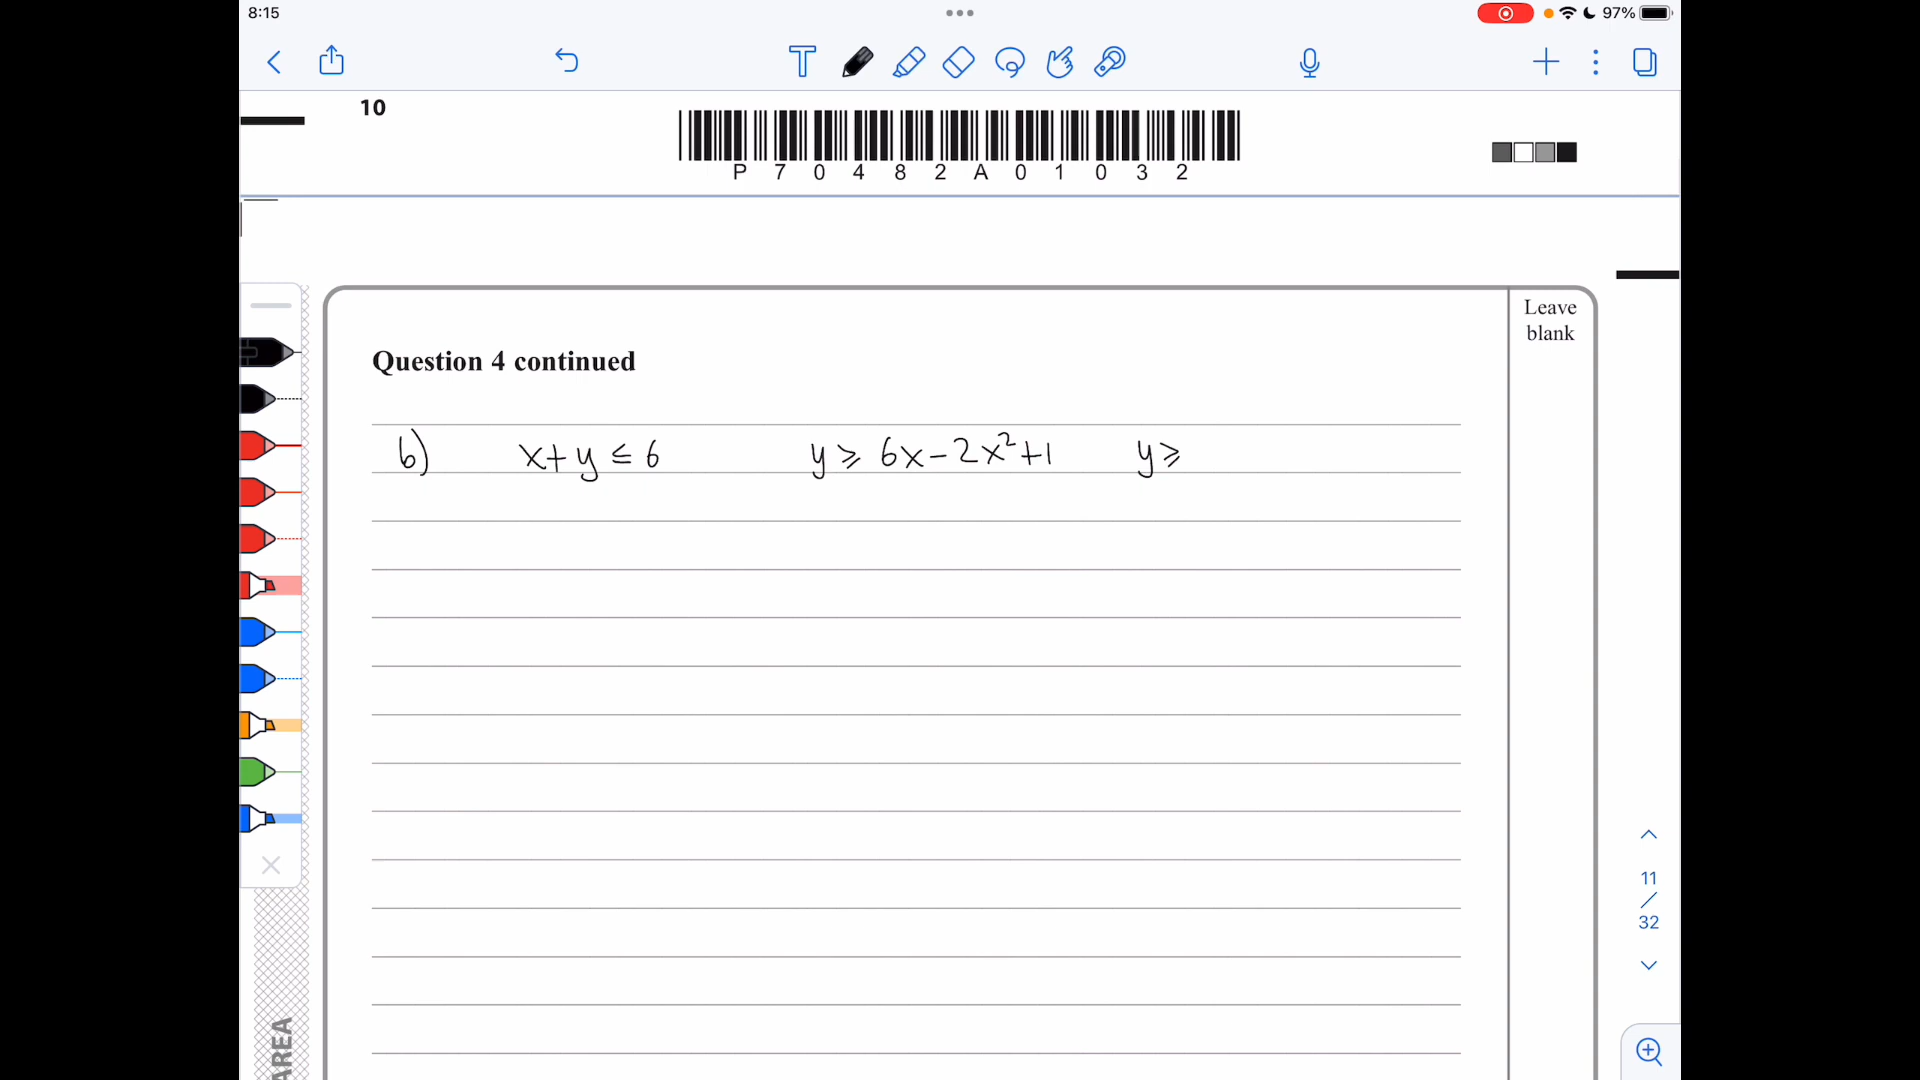 8:15
97%
T
10
P 7 0 4 8 2 A 0 1 0 3 2
Leave
blank
Question 4 continued
b) x+y ≤ 6 y ⩾ 6x−2x²+1 y ⩾
11
/
32
AREA